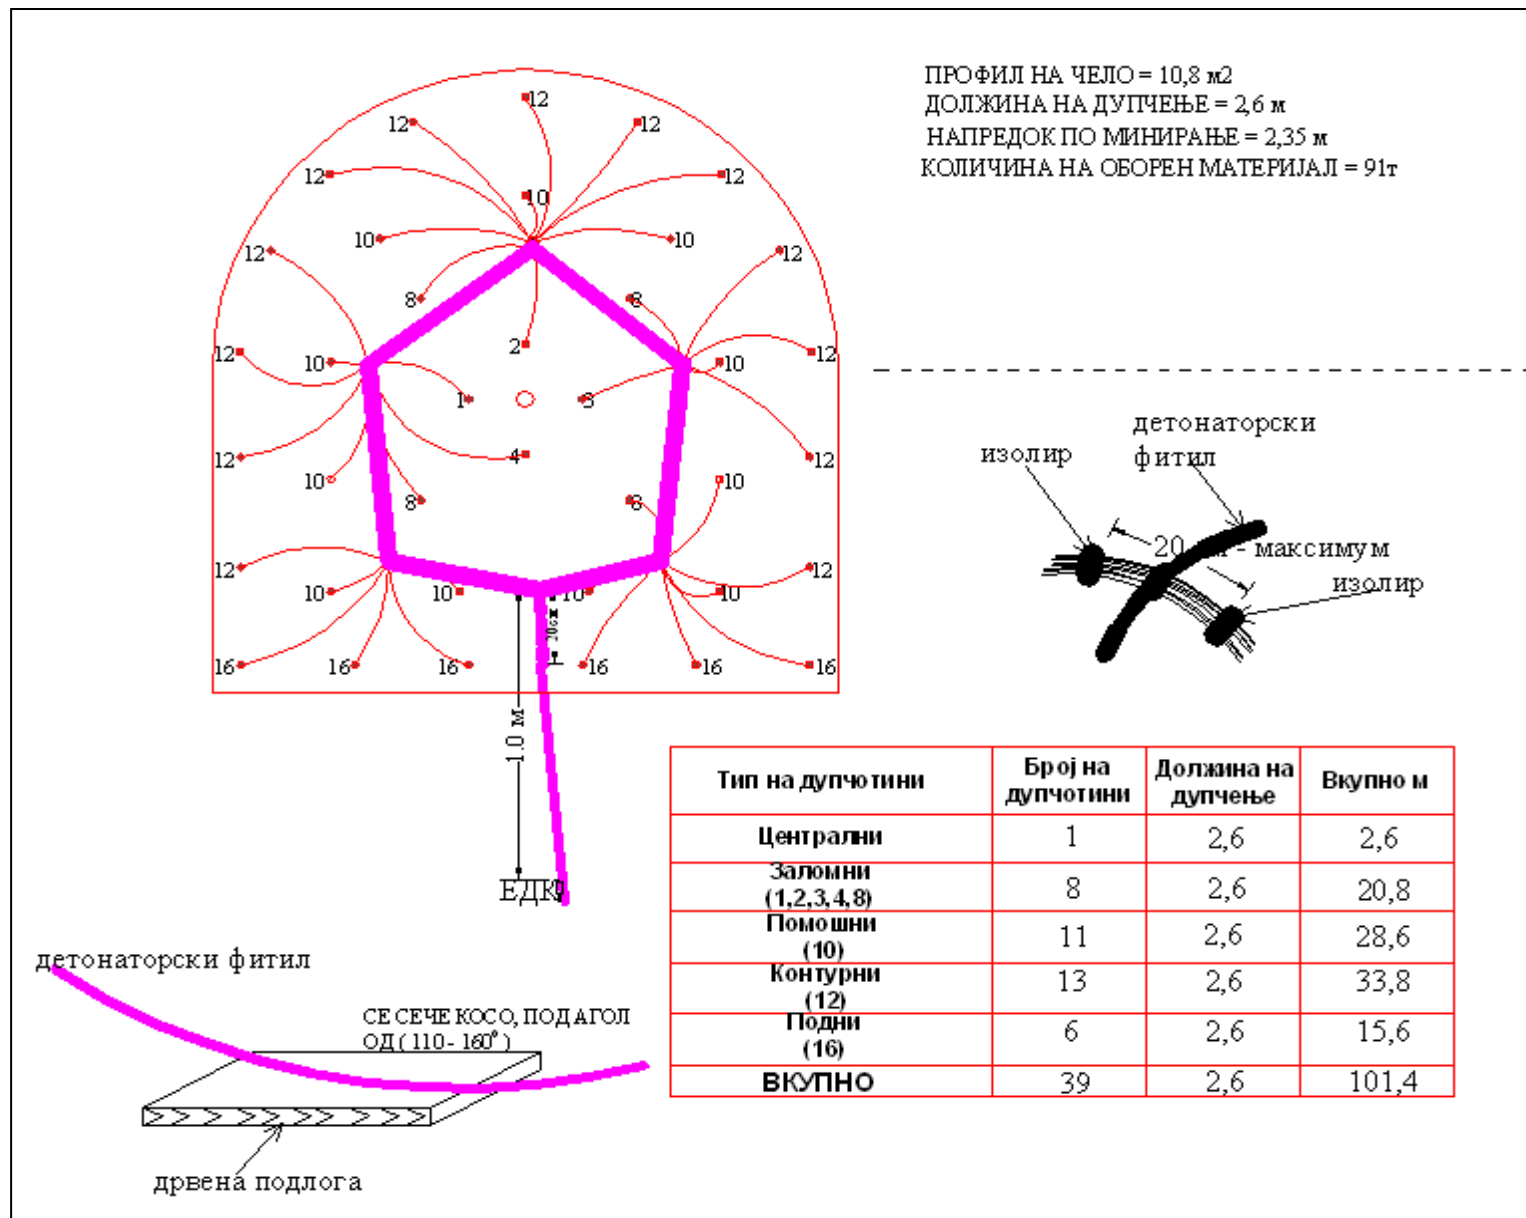 ПРОФИЛ НА ЧЕЛО = 10,8 м2
ДОЛЖИНА НА ДУПЧЕЊЕ = 2,6 м
НАПРЕДОК ПО МИНИРАЊЕ = 2,35 м
КОЛИЧИНА НА ОБОРЕН МАТЕРИЈАЛ = 91т
12
12 12
12 12
10
10 10
12 12
8 8
2
12 10 10 12
1 3
4
12 12
10 10
8 8
12 12
10 10 10 10
20 см
16 16 16 16 16 16
1.0 м
ЕДК
детонаторски
фитил
изолир
20 - максимум
изолир
Тип на дупчотини Број на дупчотини Должина на дупчење Вкупно м
Централни 1 2,6 2,6
Заломни
(1,2,3,4,8) 8 2,6 20,8
Помошни
(10) 11 2,6 28,6
Контурни
(12) 13 2,6 33,8
Подни
(16) 6 2,6 15,6
ВКУПНО 39 2,6 101,4
детонаторски фитил
СЕ СЕЧЕ КОСО, ПОД АГОЛ
ОД ( 110 - 160° )
дрвена подлога